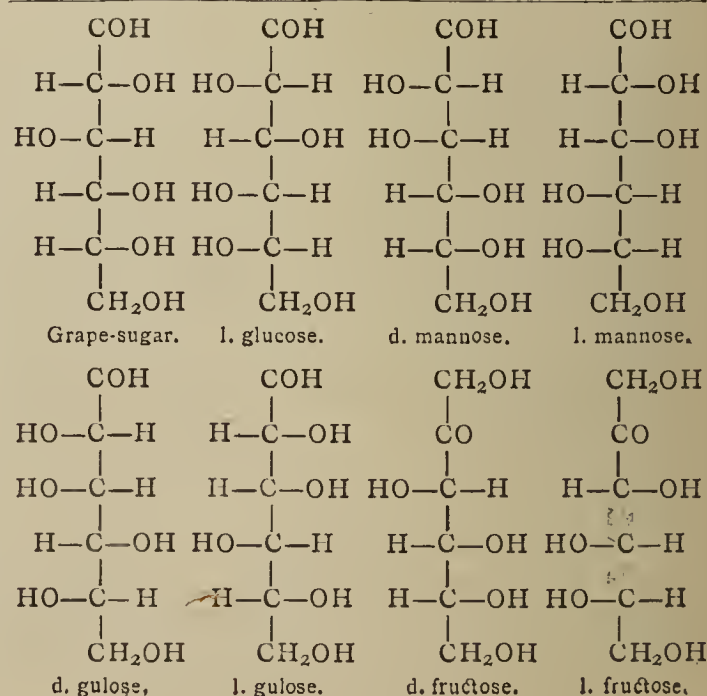 COH COH COH COH
H—C—OH HO—C—H HO—C—H H—C—OH
HO—C—H H—C—OH HO—C—H H—C—OH
H—C—OH HO—C—H H—C—OH HO—C—H
H—C—OH HO—C—H H—C—OH HO—C—H
CH₂OH CH₂OH CH₂OH CH₂OH
Grape-sugar. l. glucose. d. mannose. l. mannose.
COH COH CH₂OH CH₂OH
HO—C—H H—C—OH CO CO
HO—C—H H—C—OH HO—C—H H—C—OH
H—C—OH HO—C—H H—C—OH HO—C—H
HO—C—H H—C—OH H—C—OH HO—C—H
CH₂OH CH₂OH CH₂OH CH₂OH
d. gulose, l. gulose. d. fructose. l. fructose.